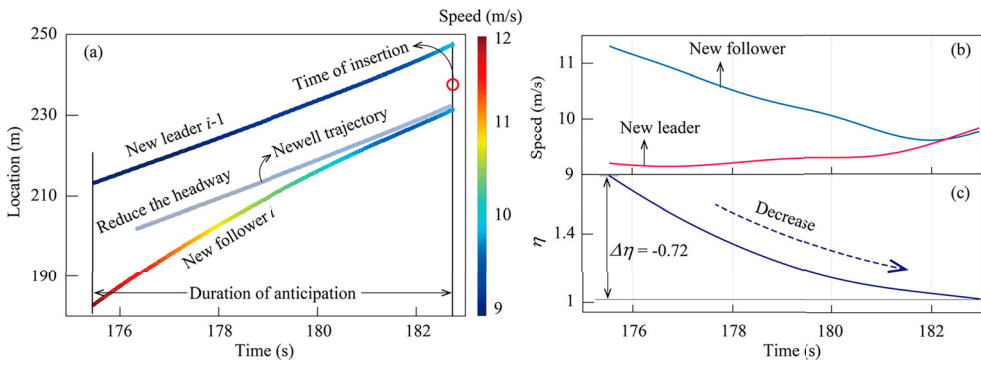 Speed (m/s)
250
230
210
190
Location (m)
(a)
Time of insertion
New leader i-1
Newell trajectory
Reduce the headway
New follower i
Duration of anticipation
176
178
180
182
Time (s)
12
11
10
9
11
10
9
Speed (m/s)
(b)
New follower
New leader
1.4
1
η
(c)
Decrease
Δη = -0.72
176
178
180
182
Time (s)